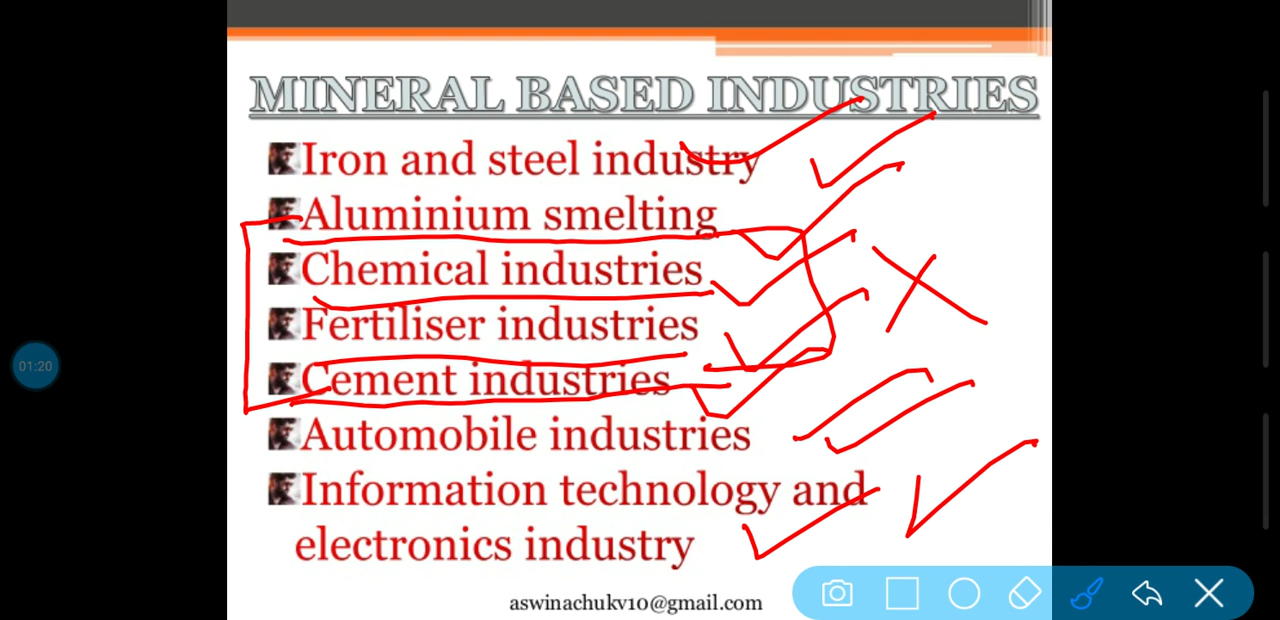 MINERAL BASED INDUSTRIES
Iron and steel industry
Aluminium smelting
Chemical industries
Fertiliser industries
Cement industries
01:20
Automobile industries
Information technology and
electronics industry
aswinachukv10@gmail.com